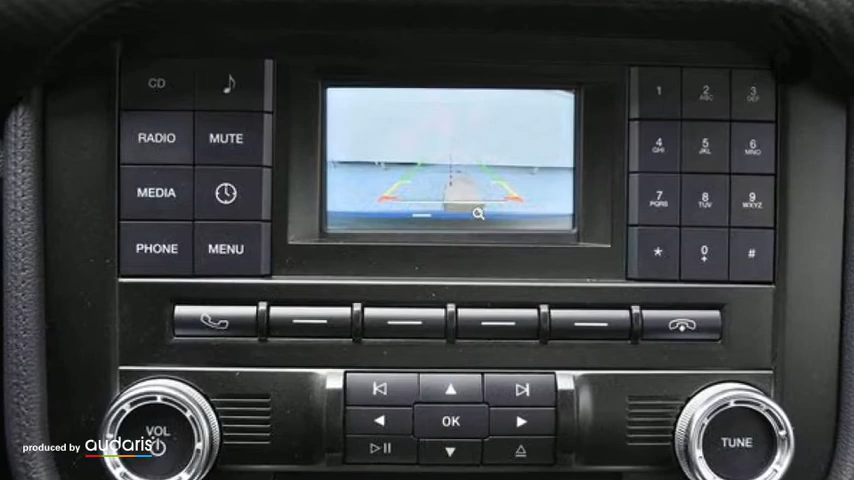 CD
RADIO MUTE
MEDIA
PHONE MENU
1 2 ABC 3 DEF
4 GHI 5 JKL 6 MNO
7 PQRS 8 TUV 9 WXYZ
* 0 + #
OK
VOL
TUNE
produced by audaris